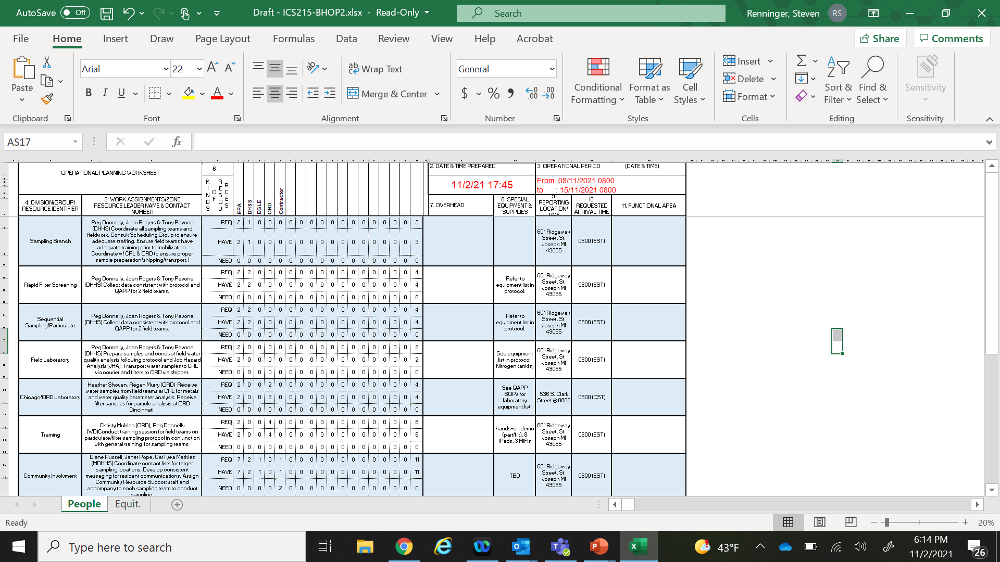 AutoSave Off Draft - ICS215-BHOP2.xlsx - Read-Only Search Renninger, Steven RS
File Home Insert Draw Page Layout Formulas Data Review View Help Acrobat Share Comments
Paste Arial 22 Wrap Text General Conditional Formatting Format as Table Cell Styles Insert Delete Format Sort & Filter Find & Select Sensitivity
B I U A Merge & Center $ %
Clipboard Font Alignment Number Styles Cells Editing Sensitivity
AS17 fx
OPERATIONAL PLANNING WORKSHEET
6 .
KINDS OF RESOURCES
EPA
DHSS
EGLE
ORD
Contractor
2. DATE & TIME PREPARED
11/2/21 17:45
3. OPERATIONAL PERIOD (DATE & TIME)
From: 08/11/2021 0800
to : 15/11/2021 0800
4. DIVISION/GROUP/
RESOURCE IDENTIFIER
5. WORK ASSIGNMENTS/ZONE
RESOURCE LEADER NAME & CONTACT
NUMBER
7. OVERHEAD
8. SPECIAL
EQUIPMENT &
SUPPLIES
9.
REPORTING
LOCATION/
TIME
10.
REQUESTED
ARRIVAL TIME
11. FUNCTIONAL AREA
Sampling Branch
Peg Donnelly, Joan Rogers & Tony Pavone
(DHHS) Coordinate all sampling teams and
fieldwork. Consult Scheduling Group to ensure
adequate staffing. Ensure field teams have
adequate training prior to mobilization.
Coordinate w/ CRL & ORD to ensure proper
sample preparation/shipping/transport.)
REQ 2 1 0 0 0 0 0 0 0 0 0 0 0 0 0 0 0 3
HAVE 2 1 0 0 0 0 0 0 0 0 0 0 0 0 0 0 0 3
NEED 0 0 0 0 0 0 0 0 0 0 0 0 0 0 0 0 0 0
601 Ridgeway
Street, St.
Joseph MI
49085
0800 (EST)
Rapid Filter Screening
Peg Donnelly, Joan Rogers & Tony Pavone
(DHHS) Collect data consistent with protocol and
QAPP for 2 field teams.
REQ 2 2 0 0 0 0 0 0 0 0 0 0 0 0 0 0 0 4
HAVE 2 2 0 0 0 0 0 0 0 0 0 0 0 0 0 0 0 4
NEED 0 0 0 0 0 0 0 0 0 0 0 0 0 0 0 0 0 0
Refer to
equipment list in
protocol.
601 Ridgeway
Street, St.
Joseph MI
49085
0800 (EST)
Sequential
Sampling/Particulate
Peg Donnelly, Joan Rogers & Tony Pavone
(DHHS) Collect data consistent with protocol and
QAPP for 2 field teams.
REQ 2 2 0 0 0 0 0 0 0 0 0 0 0 0 0 0 0 4
HAVE 2 2 0 0 0 0 0 0 0 0 0 0 0 0 0 0 0 4
NEED 0 0 0 0 0 0 0 0 0 0 0 0 0 0 0 0 0 0
Refer to
equipment list in
protocol.
601 Ridgeway
Street, St.
Joseph MI
49085
0800 (EST)
Field Laboratory
Peg Donnelly, Joan Rogers & Tony Pavone
(DHHS) Prepare samples and conduct field water
quality analysis following protocol and Job Hazard
Analysis (JHA). Transport water samples to CRL
via courier and filters to ORD via shipper.
REQ 2 0 0 0 0 0 0 0 0 0 0 0 0 0 0 0 0 2
HAVE 2 0 0 0 0 0 0 0 0 0 0 0 0 0 0 0 0 2
NEED 0 0 0 0 0 0 0 0 0 0 0 0 0 0 0 0 0 0
See equipment
list in protocol.
Nitrogen tank(s)
601 Ridgeway
Street, St.
Joseph MI
49085
0800 (EST)
Chicago/ORD Laboratory
Heather Shoven, Regan Murry (ORD) Receive
water samples from field teams at CRL for metals
and water quality parameter analysis. Receive
filter samples for particle analysis at ORD
Cincinnati.
REQ 2 0 0 2 0 0 0 0 0 0 0 0 0 0 0 0 0 4
HAVE 2 0 0 2 0 0 0 0 0 0 0 0 0 0 0 0 0 4
NEED 0 0 0 0 0 0 0 0 0 0 0 0 0 0 0 0 0 0
See QAPP
SOPs for
laboratory
equipment list.
536 S. Clark
Street @ 0800
0800 (CST)
Training
Christy Muhlen (ORD), Peg Donnelly
(WD)Conduct training session for field teams on
particulate/filter sampling protocol in conjunction
with general training for sampling teams.
REQ 2 0 0 4 0 0 0 0 0 0 0 0 0 0 0 0 0 6
HAVE 2 0 0 4 0 0 0 0 0 0 0 0 0 0 0 0 0 6
NEED 0 0 0 0 0 0 0 0 0 0 0 0 0 0 0 0 0 0
hands-on demo
(part/filt), 8
iPads, 3 MiFis
601 Ridgeway
Street, St.
Joseph MI
49085
0800 (EST)
Community Involvment
Diane Russell, Janet Pope, CarTyea Mathies
(MDHHS) Coordinate contact lists for target
sampling locations. Develop consistent
messaging for resident communications. Assign
Community Resource Support staff and
accompany to each sampling team to conduct
sampling
REQ 7 2 1 0 1 0 0 0 0 0 0 0 0 0 0 0 0 11
HAVE 7 2 1 0 1 0 0 0 0 0 0 0 0 0 0 0 0 11
NEED 0 0 0 0 2 0 0 0 0 0 0 0 0 0 0 0 0 0
TBD
601 Ridgeway
Street, St.
Joseph MI
49085
0800 (EST)
People Equit.
Ready 20%
Type here to search 43°F 6:14 PM
11/2/2021 26